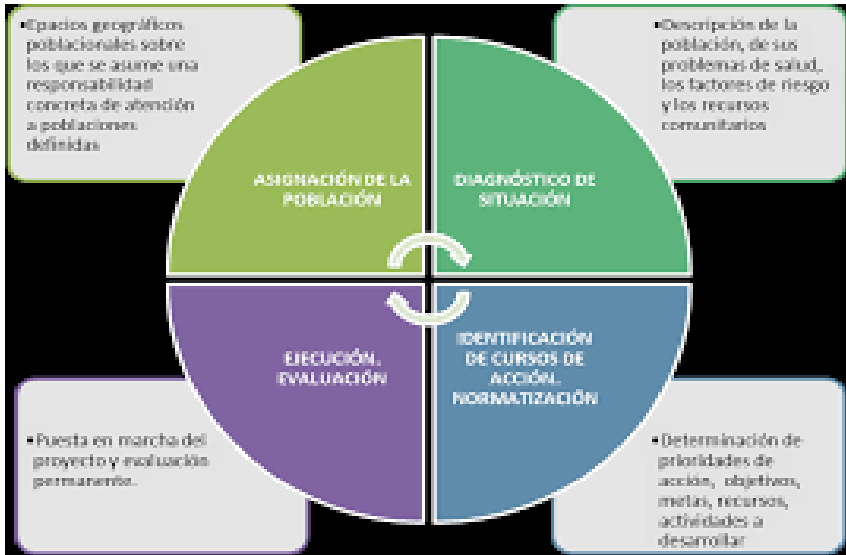 •Epacios geográficos
poblacionales sobre
los que se asume una
responsabilidad
concreta de atención
a poblaciones
definidas
•Descripción de la
población, de sus
problemas de salud,
los factores de riesgo
y los recursos
comunitarios
ASIGNACIÓN DE LA
POBLACIÓN
DIAGNÓSTICO DE
SITUACIÓN
EJECUCIÓN.
EVALUACIÓN
IDENTIFICACIÓN
DE CURSOS DE
ACCIÓN.
NORMATIZACIÓN
•Puesta en marcha del
proyecto y evaluación
permanente.
•Determinación de
prioridades de
acción, objetivos,
metas, recursos,
actividades a
desarrollar